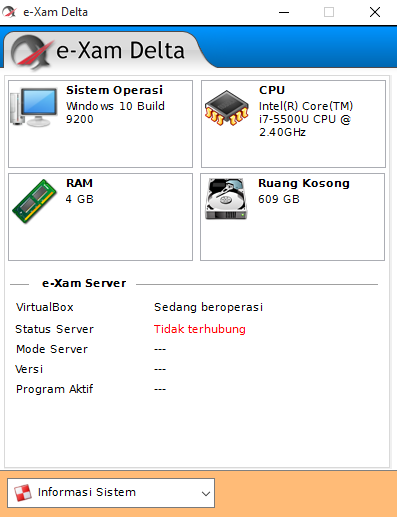 e-Xam Delta
e-Xam Delta
Sistem Operasi
Windows 10 Build
9200
CPU
Intel(R) Core(TM)
i7-5500U CPU @
2.40GHz
RAM
4 GB
Ruang Kosong
609 GB
e-Xam Server
VirtualBox Sedang beroperasi
Status Server Tidak terhubung
Mode Server ---
Versi ---
Program Aktif ---
Informasi Sistem